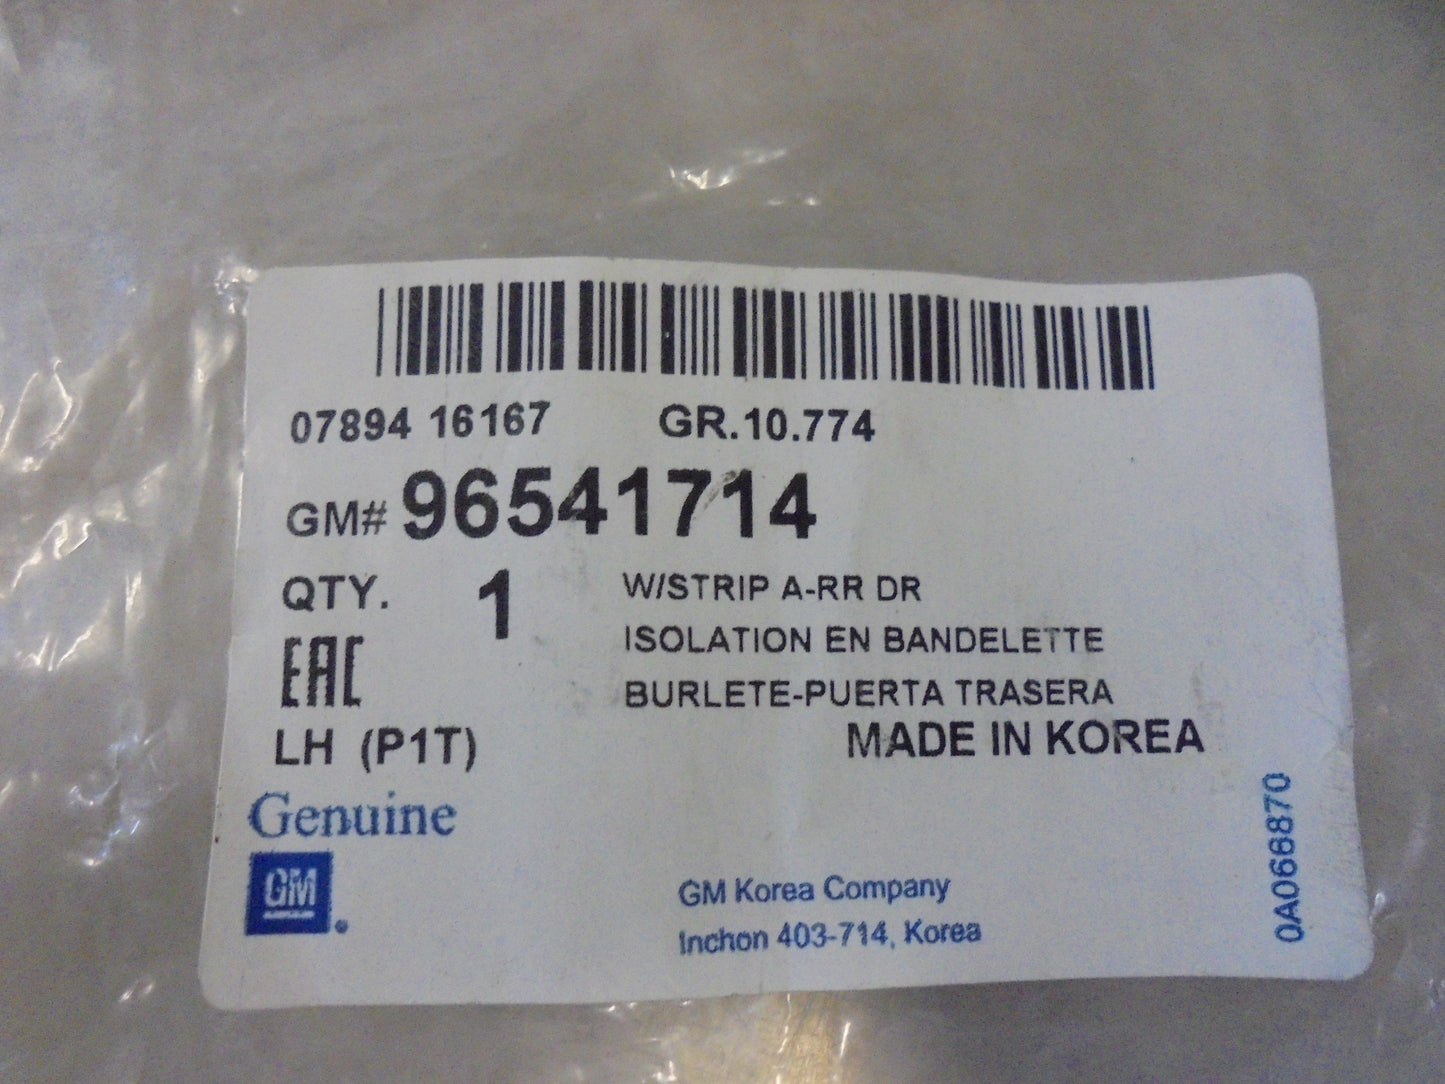 07894 16167 GR.10.774
GM# 96541714
QTY. 1 W/STRIP A-RR DR
ISOLATION EN BANDELETTE
EAC
BURLETE-PUERTA TRASERA
LH (P1T) MADE IN KOREA
Genuine
GM
GM Korea Company
Inchon 403-714, Korea
0A066870